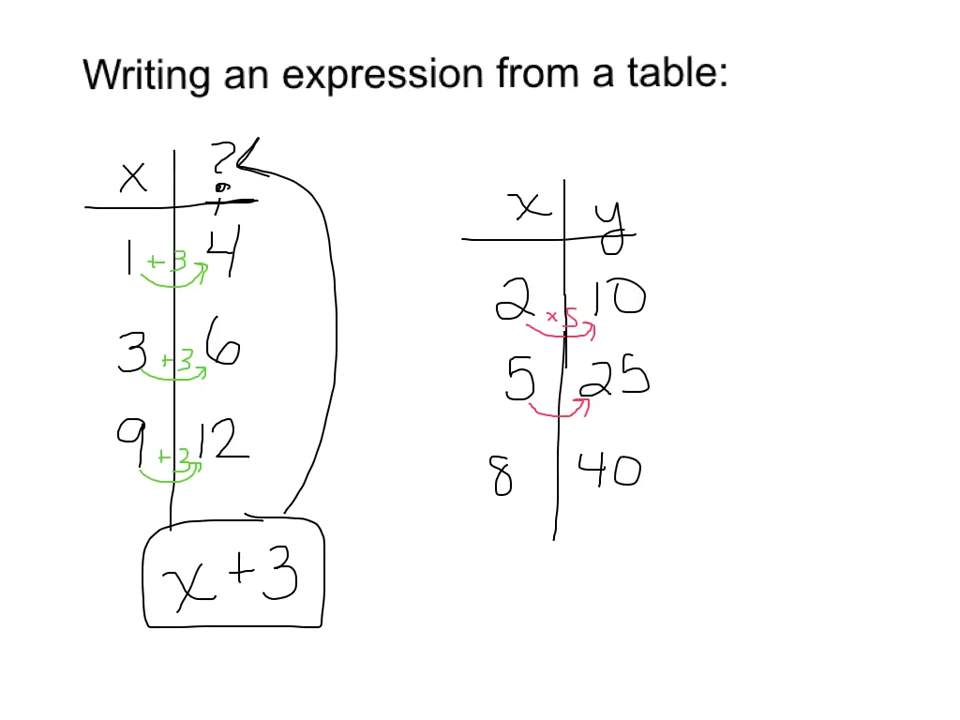 Writing an expression from a table:
x ?
1 +3 4
3 +3 6
9 +3 12
x + 3
x y
2 × 5 10
5 25
8 40